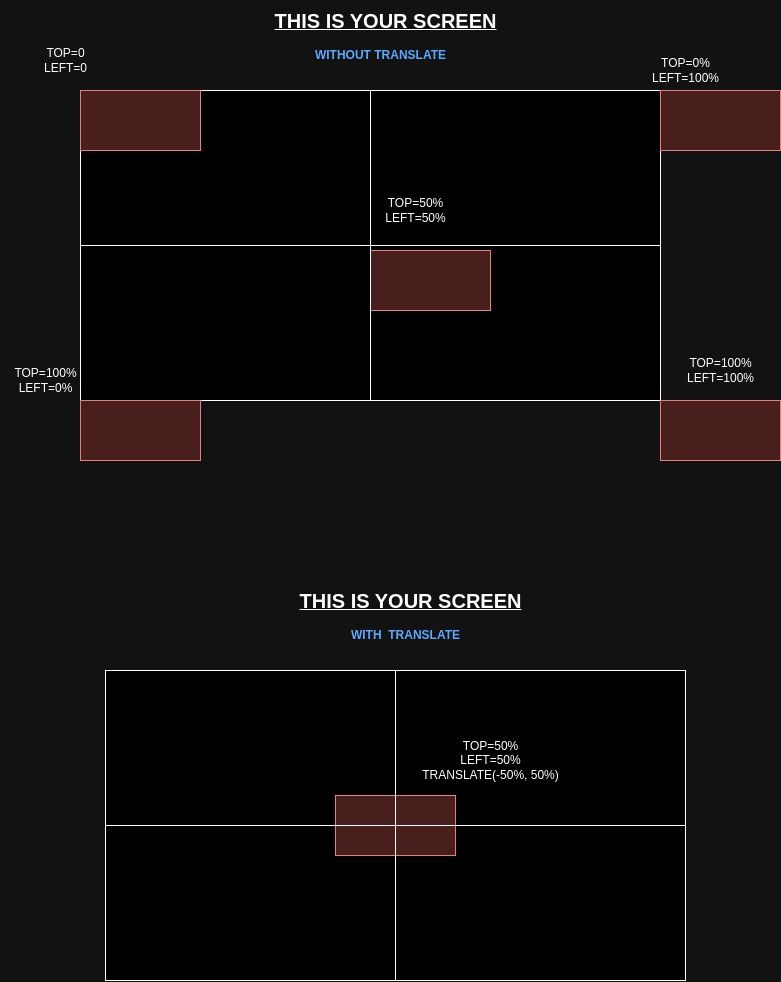 THIS IS YOUR SCREEN
WITHOUT TRANSLATE
TOP=0
LEFT=0
TOP=0%
LEFT=100%
TOP=50%
LEFT=50%
TOP=100%
LEFT=0%
TOP=100%
LEFT=100%
THIS IS YOUR SCREEN
WITH  TRANSLATE
TOP=50%
LEFT=50%
TRANSLATE(-50%, 50%)